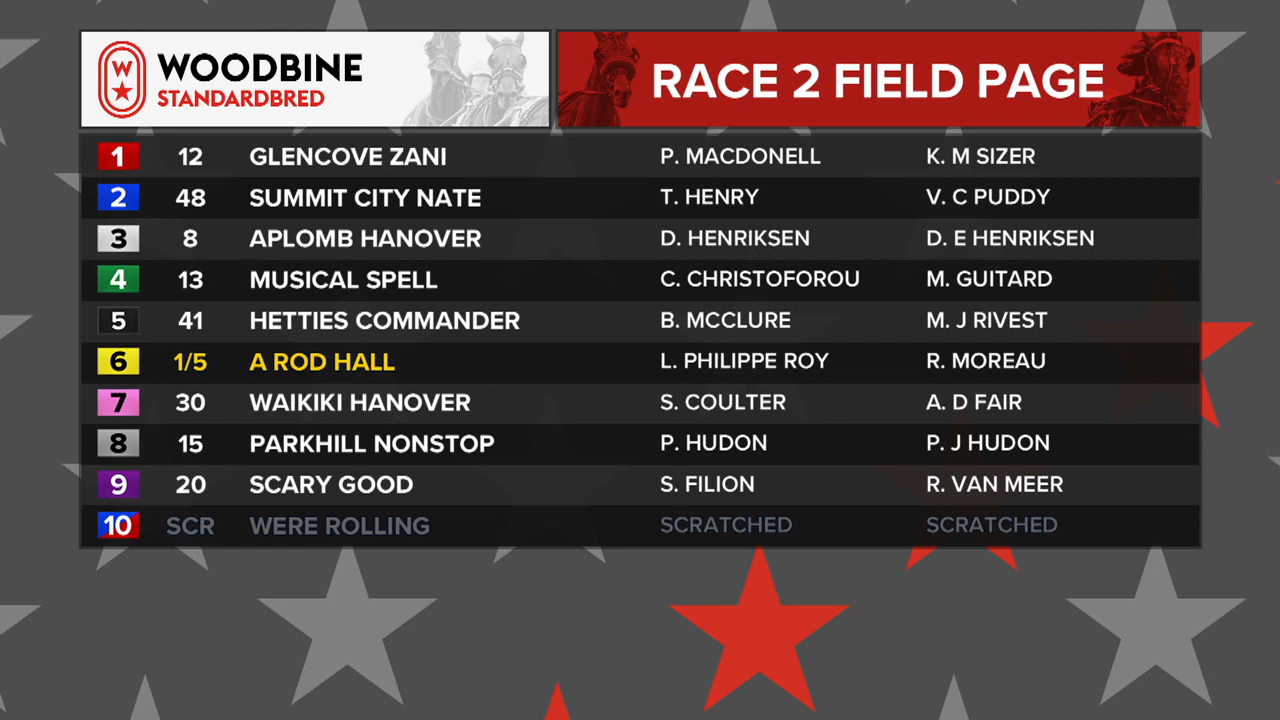 W
WOODBINE
STANDARDBRED
RACE 2 FIELD PAGE
1 12 GLENCOVE ZANI P. MACDONELL K. M SIZER
2 48 SUMMIT CITY NATE T. HENRY V. C PUDDY
3 8 APLOMB HANOVER D. HENRIKSEN D. E HENRIKSEN
4 13 MUSICAL SPELL C. CHRISTOFOROU M. GUITARD
5 41 HETTIES COMMANDER B. MCCLURE M. J RIVEST
6 1/5 A ROD HALL L. PHILIPPE ROY R. MOREAU
7 30 WAIKIKI HANOVER S. COULTER A. D FAIR
8 15 PARKHILL NONSTOP P. HUDON P. J HUDON
9 20 SCARY GOOD S. FILION R. VAN MEER
10 SCR WERE ROLLING SCRATCHED SCRATCHED